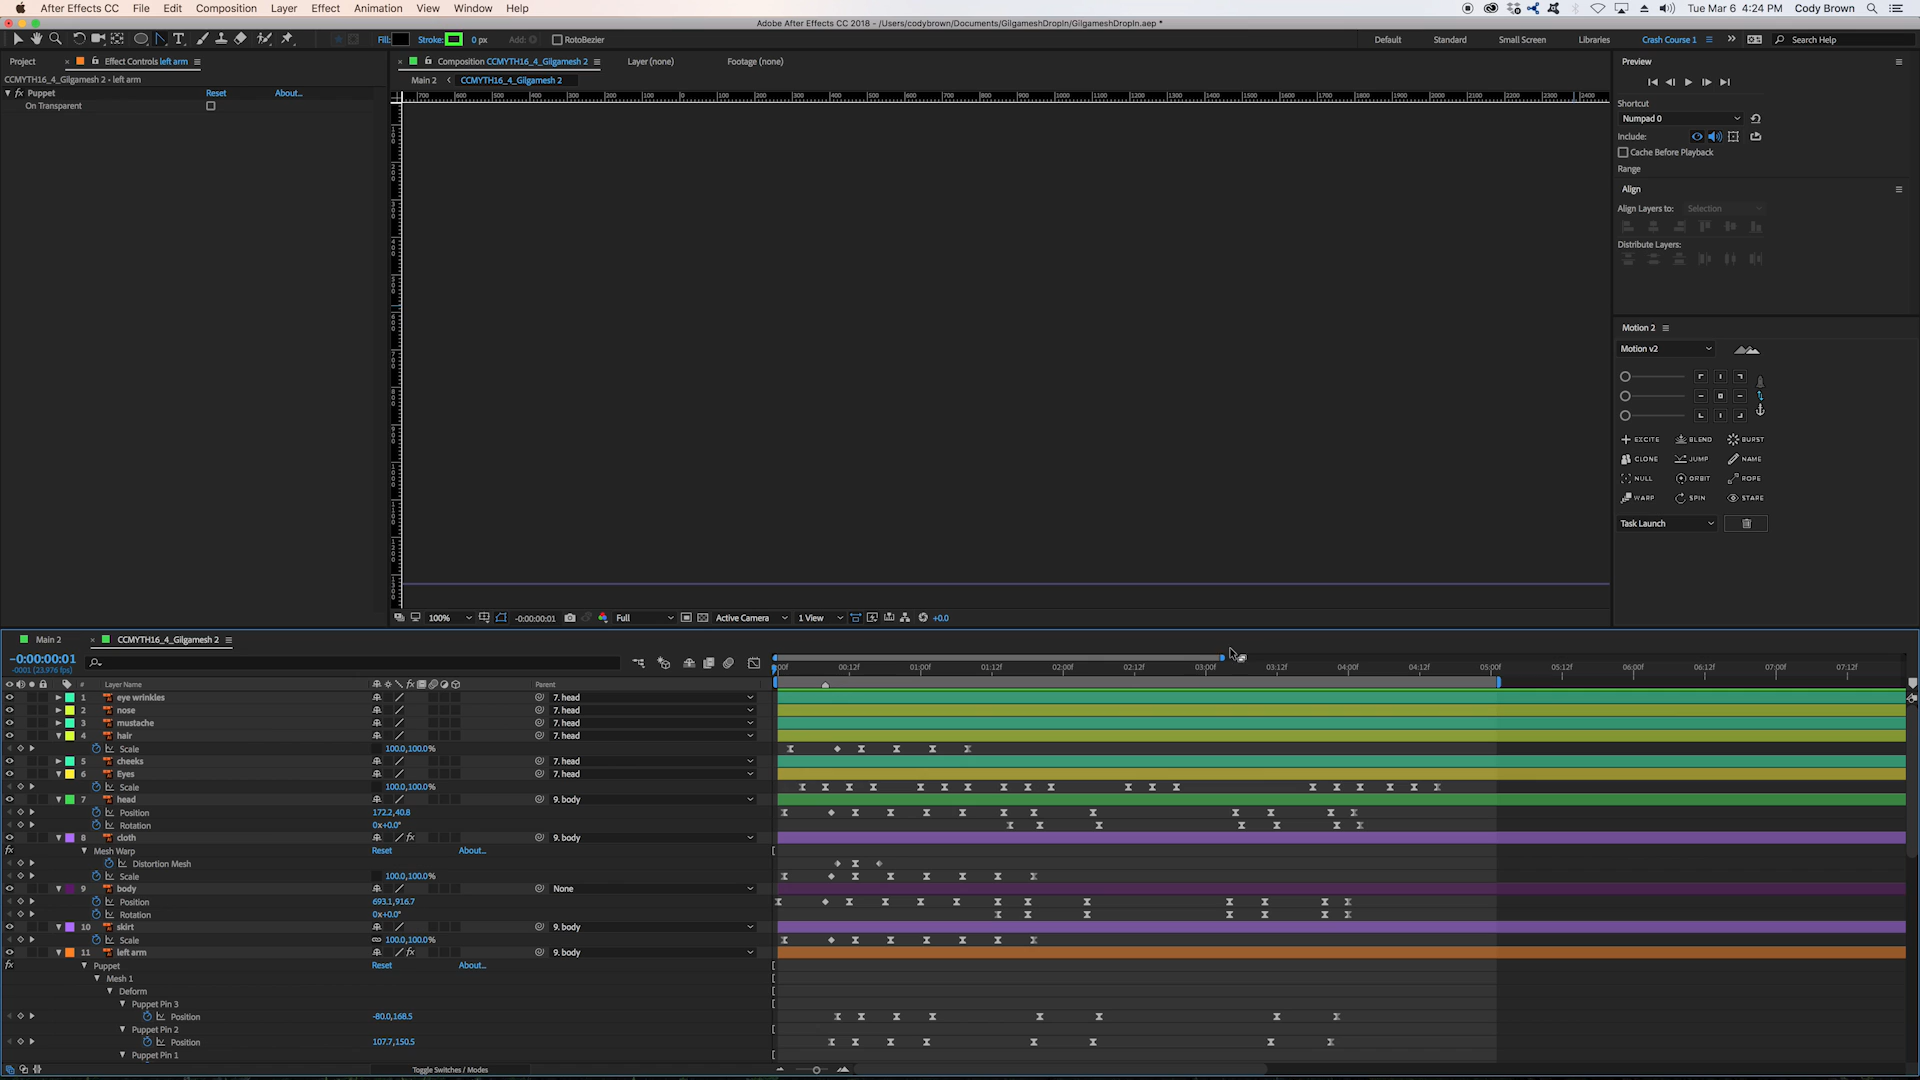 After Effects CC File Edit Composition Layer Effect Animation View Window Help Tue Mar 6 4:24 PM Cody Brown
Adobe After Effects CC 2018 - /Users/codybrown/Documents/GilgameshDropIn/GilgameshDropIn.aep *
Fill: Stroke: 0 px Add: RotoBezier Default Standard Small Screen Libraries Crash Course 1 Search Help
Project Effect Controls left arm Composition CCMYTH16_4_Gilgamesh 2 Layer (none) Footage (none) Preview
CCMYTH16_4_Gilgamesh 2 • left arm Main 2 CCMYTH16_4_Gilgamesh 2
Puppet Reset About...
On Transparent
Shortcut
Numpad 0
Include:
Cache Before Playback
Range
Align
Align Layers to: Selection
Distribute Layers:
Motion 2
Motion v2
EXCITE BLEND BURST
CLONE JUMP NAME
NULL ORBIT ROPE
WARP SPIN STARE
Task Launch
100% -0:00:00:01 Full Active Camera 1 View +0.0
Main 2 CCMYTH16_4_Gilgamesh 2
-0:00:00:01
-0001 (23.976 fps)
:00f 00:12f 01:00f 01:12f 02:00f 02:12f 03:00f 03:12f 04:00f 04:12f 05:00f 05:12f 06:00f 06:12f 07:00f 07:12f
# Layer Name Parent
1 eye wrinkles 7. head
2 nose 7. head
3 mustache 7. head
4 hair 7. head
Scale 100.0,100.0%
5 cheeks 7. head
6 Eyes 7. head
Scale 100.0,100.0%
7 head 9. body
Position 172.2,40.8
Rotation 0x+0.0°
8 cloth 9. body
Mesh Warp Reset About...
Distortion Mesh
Scale 100.0,100.0%
9 body None
Position 693.1,916.7
Rotation 0x+0.0°
10 skirt 9. body
Scale 100.0,100.0%
11 left arm 9. body
Puppet Reset About...
Mesh 1
Deform
Puppet Pin 3
Position -80.0,168.5
Puppet Pin 2
Position 107.7,150.5
Puppet Pin 1
Toggle Switches / Modes